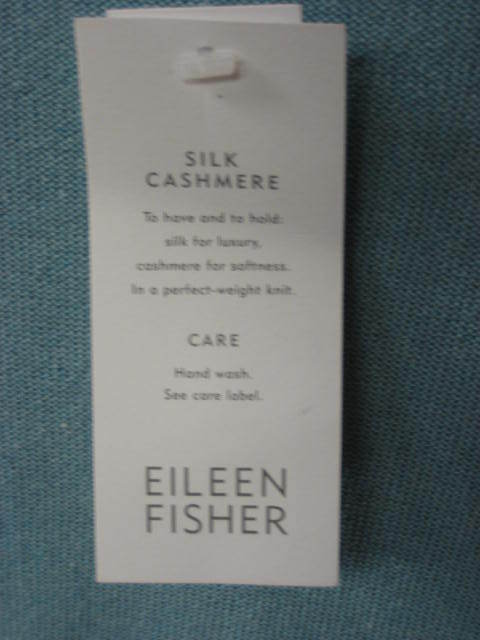 SILK
CASHMERE
To have and to hold:
silk for luxury,
cashmere for softness.
In a perfect-weight knit.
CARE
Hand wash.
See care label.
EILEEN
FISHER